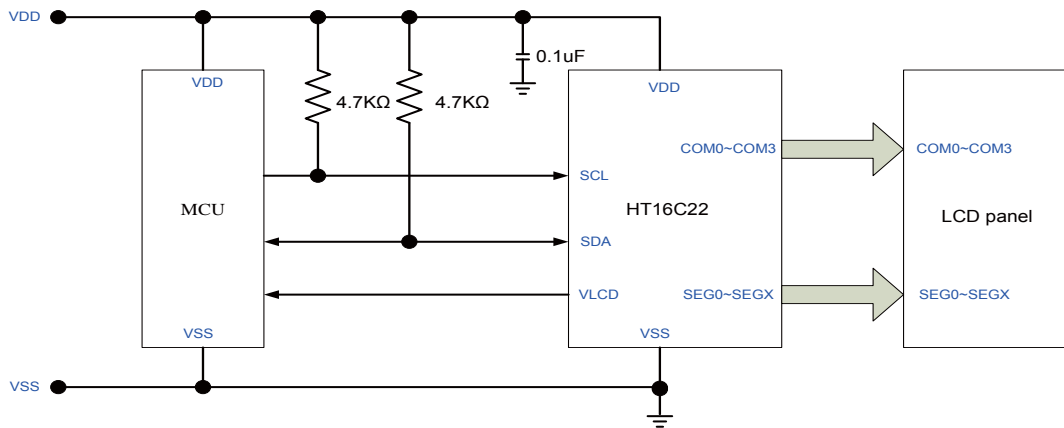 VDD
0.1uF
VDD
VDD
4.7KΩ
4.7KΩ
COM0~COM3
COM0~COM3
SCL
MCU
HT16C22
LCD panel
SDA
VLCD
SEG0~SEGX
SEG0~SEGX
VSS
VSS
VSS